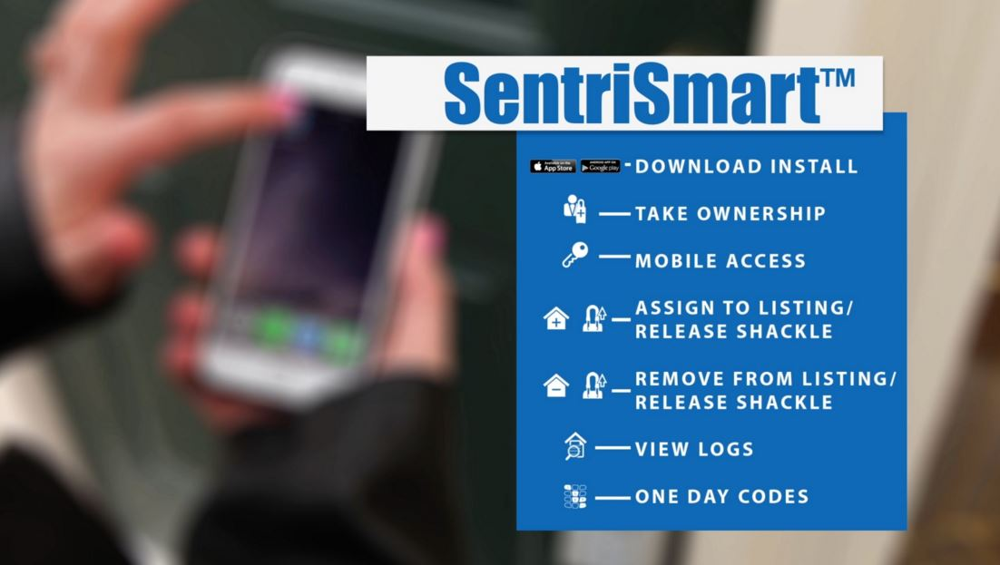 SentriSmart™
Available on the App Store
ANDROID APP ON Google play
- DOWNLOAD INSTALL
TAKE OWNERSHIP
MOBILE ACCESS
ASSIGN TO LISTING/
RELEASE SHACKLE
REMOVE FROM LISTING/
RELEASE SHACKLE
VIEW LOGS
ONE DAY CODES